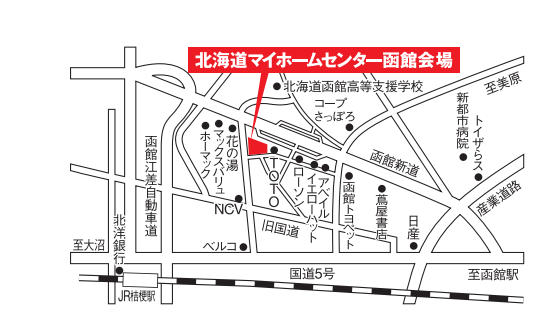 北海道マイホームセンター函館会場
北海道函館高等支援学校
コープ
さっぽろ
至美原
新都市病院
トイザらス
函館新道
産業道路
函館江差自動車道
ホーマック
マックスバリュ
花の湯
TOTO
ローソン
イエローハット
アベイル
函館トヨペット
蔦屋書店
日産
NCV
旧国道
ベルコ
北洋銀行
至大沼
国道5号
至函館駅
JR桔梗駅